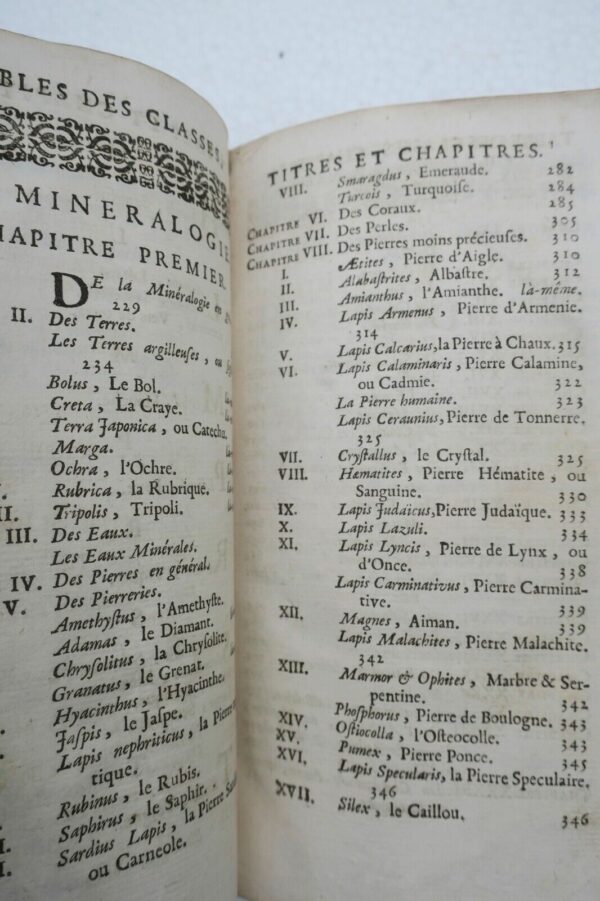 BLES DES CLASSES,
MINERALOGIE
HAPITRE PREMIER.
DE la Minéralogie en
229
II. Des Terres.
Les Terres argilleuses, ou
234
Bolus, Le Bol.
Creta, La Craye.
Terra Japonica, ou Catechu
Marga.
Ochra, l'Ochre.
Rubrica, la Rubrique.
II. Tripolis, Tripoli.
III. Des Eaux.
Les Eaux Minérales.
IV. Des Pierres en général.
V. Des Pierreries.
Amethystus, l'Amethyste.
Adamas, le Diamant.
Chrysolitus, la Chrysolite.
Granatus, le Grenat.
Hyacinthus, l'Hyacinthe.
Jaspis, le Jaspe.
Lapis nephriticus, la Pierre
tique.
Rubinus, le Rubis.
Saphirus, le Saphir.
Sardius Lapis, la Pierre
ou Carneole.
TITRES ET CHAPITRES.
VIII. Smaragdus, Emeraude. 282
Turcois, Turquoise. 284
CHAPITRE VI. Des Coraux. 285
CHAPITRE VII. Des Perles. 305
CHAPITRE VIII. Des Pierres moins précieuses. 310
I. Ætites, Pierre d'Aigle. 310
II. Alabastrites, Albastre. 312
III. Amianthus, l'Amianthe. là-même.
IV. Lapis Armenus, Pierre d'Armenie.
314
V. Lapis Calcarius, la Pierre à Chaux. 315
VI. Lapis Calaminaris, Pierre Calamine,
ou Cadmie. 322
La Pierre humaine. 323
Lapis Ceraunius, Pierre de Tonnerre.
325
VII. Crystallus, le Crystal. 325
VIII. Hæmatites, Pierre Hématite, ou
Sanguine. 330
IX. Lapis Judaïcus, Pierre Judaïque. 333
X. Lapis Lazuli. 334
XI. Lapis Lyncis, Pierre de Lynx, ou
d'Once. 338
Lapis Carminativus, Pierre Carmina-
tive. 339
XII. Magnes, Aiman. 339
Lapis Malachites, Pierre Malachite.
342
XIII. Marmor & Ophites, Marbre & Ser-
pentine. 342
XIV. Phosphorus, Pierre de Boulogne. 343
XV. Ostiocolla, l'Osteocolle. 343
XVI. Pumex, Pierre Ponce. 345
Lapis Specularis, la Pierre Speculaire.
346
XVII. Silex, le Caillou. 346